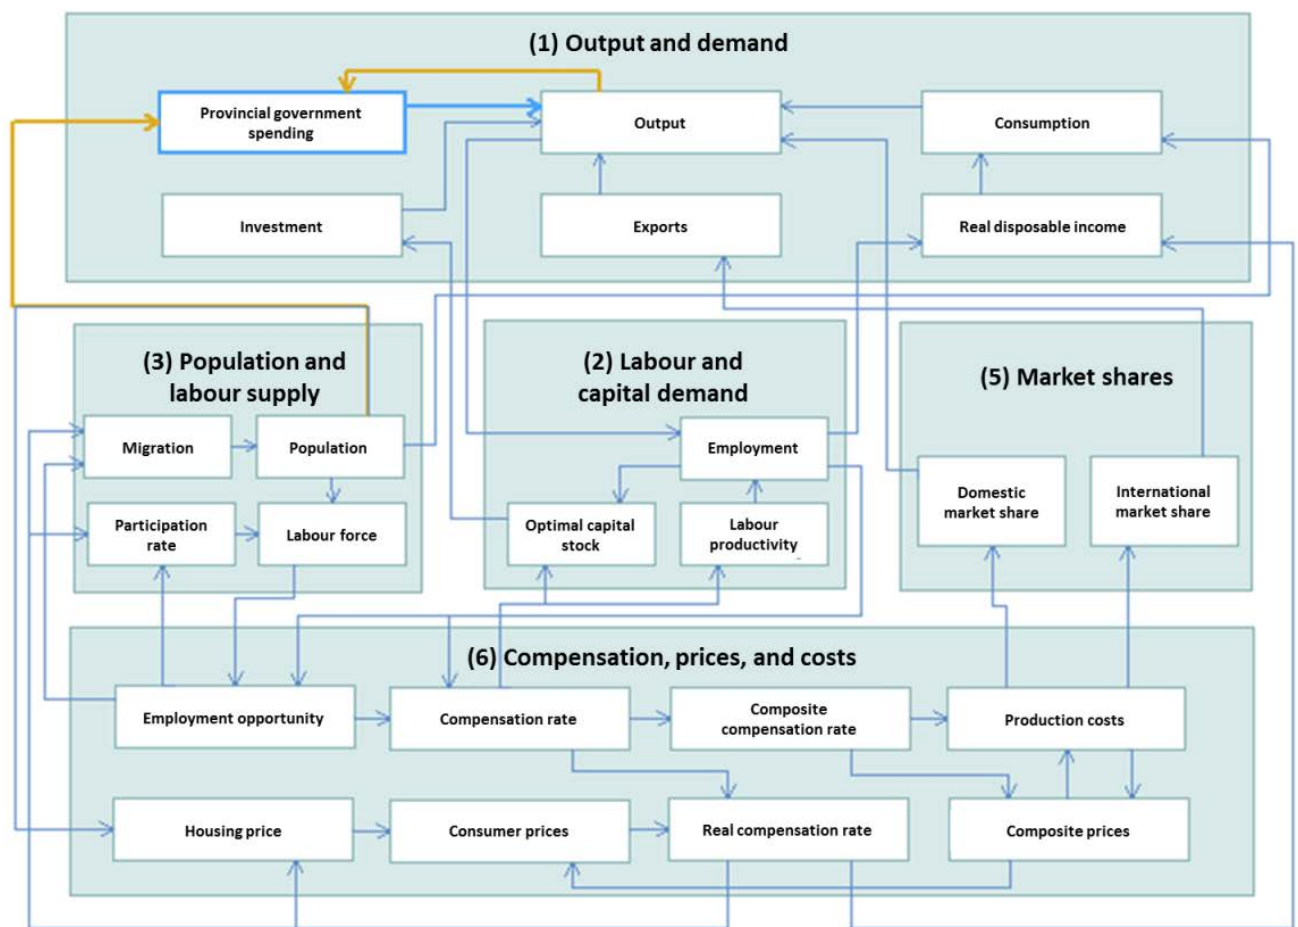 (1) Output and demand
Provincial government
spending
Output
Consumption
Investment
Exports
Real disposable income
(3) Population and
labour supply
Migration
Population
Participation
rate
Labour force
(2) Labour and
capital demand
Employment
Optimal capital
stock
Labour
productivity
(5) Market shares
Domestic
market share
International
market share
(6) Compensation, prices, and costs
Employment opportunity
Compensation rate
Composite
compensation rate
Production costs
Housing price
Consumer prices
Real compensation rate
Composite prices